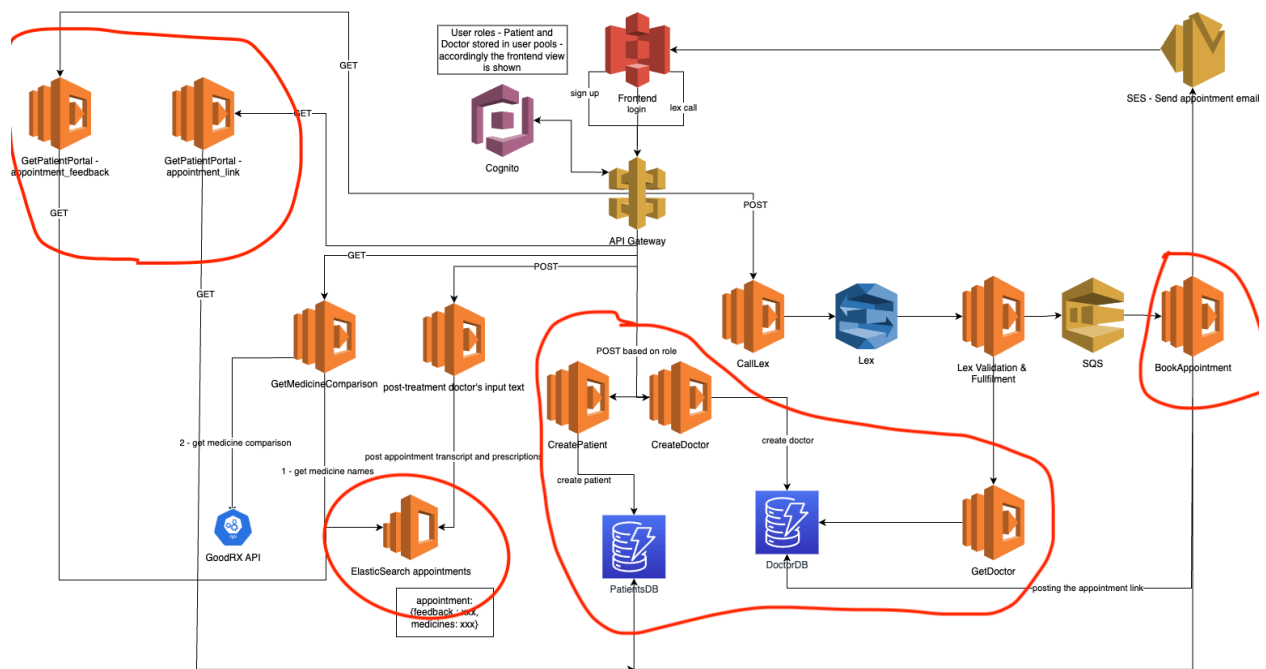 User roles - Patient and
Doctor stored in user pools -
accordingly the frontend view
is shown
GET
sign up
Frontend
login
lex call
SES - Send appointment email
GET
Cognito
GetPatientPortal -
appointment_feedback
GetPatientPortal -
appointment_link
GET
POST
API Gateway
GET
POST
GET
CallLex
Lex
Lex Validation &
Fullfilment
SQS
BookAppointment
GetMedicineComparison
post-treatment doctor's input text
POST based on role
CreatePatient
CreateDoctor
2 - get medicine comparison
1 - get medicine names
post appointment transcript and prescriptions
create patient
create doctor
api
GoodRX API
ElasticSearch appointments
PatientsDB
DoctorDB
GetDoctor
posting the appointment link
appointment:
{feedback : xxx,
medicines: xxx}